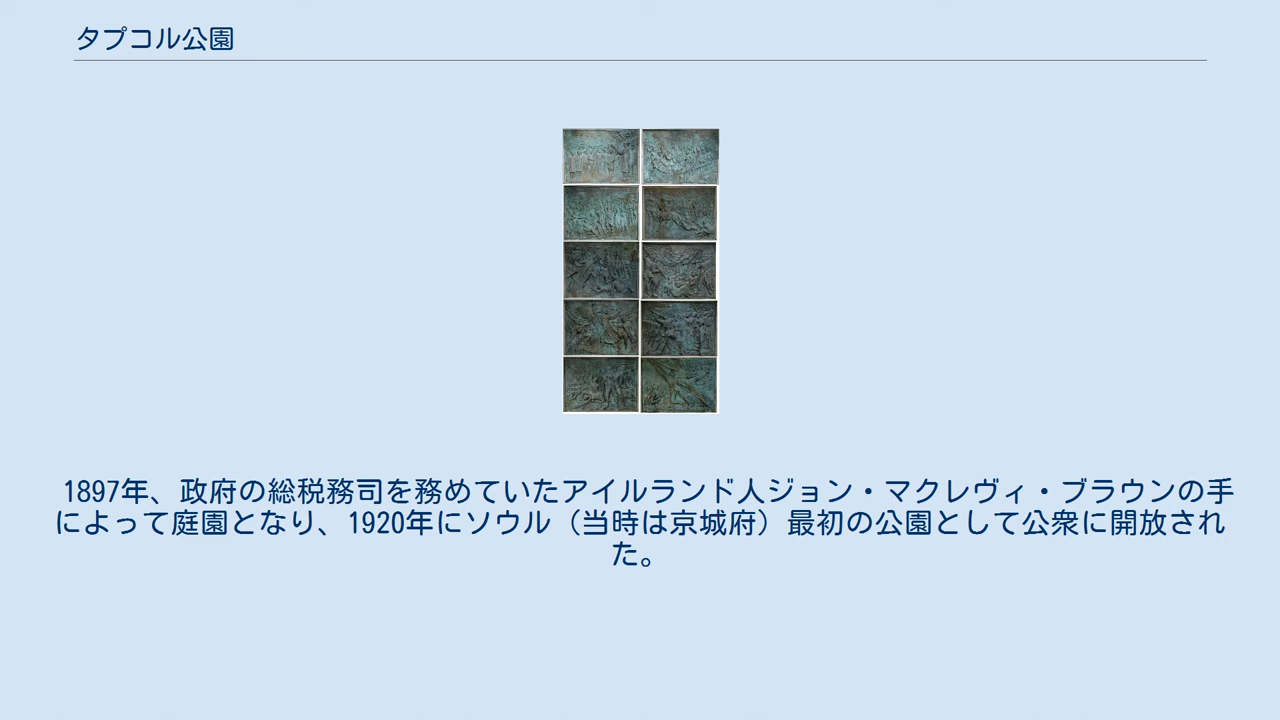 タプコル公園
1897年、政府の総税務司を務めていたアイルランド人ジョン・マクレヴィ・ブラウンの手
によって庭園となり、1920年にソウル（当時は京城府）最初の公園として公衆に開放され
た。